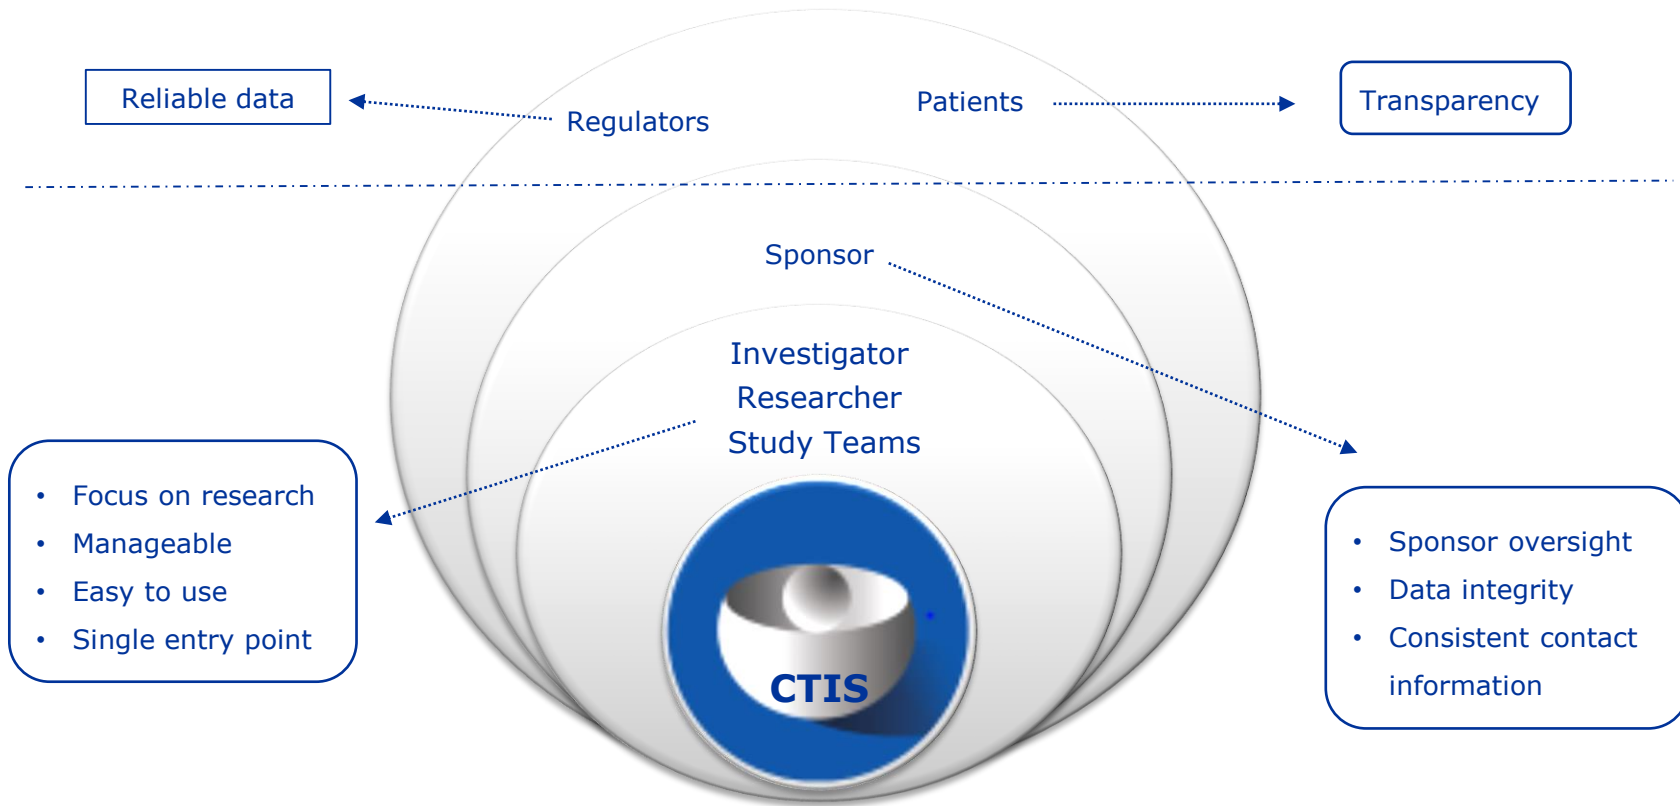 Reliable data
Regulators
Patients
Transparency
Sponsor
Investigator
Researcher
Study Teams
• Focus on research
• Manageable
• Easy to use
• Single entry point
• Sponsor oversight
• Data integrity
• Consistent contact
information
CTIS